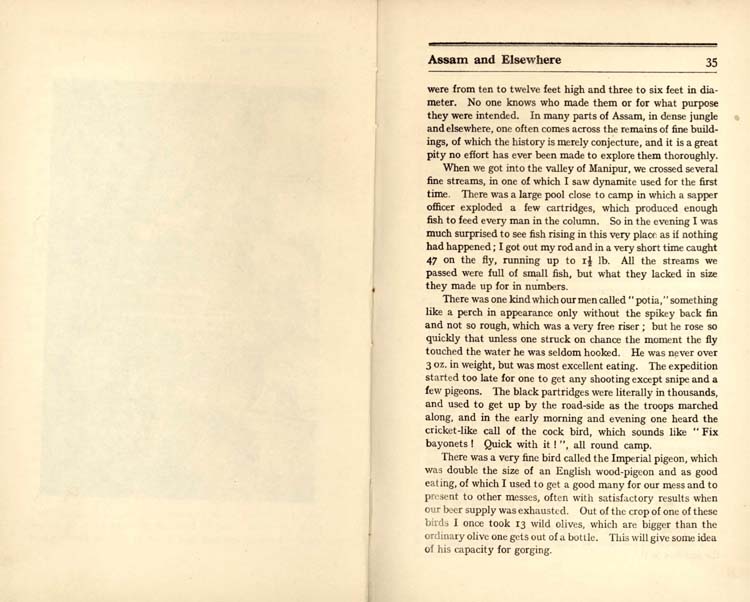 Assam and Elsewhere 35
were from ten to twelve feet high and three to six feet in dia-
meter. No one knows who made them or for what purpose
they were intended. In many parts of Assam, in dense jungle
and elsewhere, one often comes across the remains of fine build-
ings, of which the history is merely conjecture, and it is a great
pity no effort has ever been made to explore them thoroughly.
When we got into the valley of Manipur, we crossed several
fine streams, in one of which I saw dynamite used for the first
time. There was a large pool close to camp in which a sapper
officer exploded a few cartridges, which produced enough
fish to feed every man in the column. So in the evening I was
much surprised to see fish rising in this very place as if nothing
had happened; I got out my rod and in a very short time caught
47 on the fly, running up to 1½ lb. All the streams we
passed were full of small fish, but what they lacked in size
they made up for in numbers.
There was one kind which our men called "potia," something
like a perch in appearance only without the spikey back fin
and not so rough, which was a very free riser; but he rose so
quickly that unless one struck on chance the moment the fly
touched the water he was seldom hooked. He was never over
3 oz. in weight, but was most excellent eating. The expedition
started too late for one to get any shooting except snipe and a
few pigeons. The black partridges were literally in thousands,
and used to get up by the road-side as the troops marched
along, and in the early morning and evening one heard the
cricket-like call of the cock bird, which sounds like "Fix
bayonets! Quick with it!", all round camp.
There was a very fine bird called the Imperial pigeon, which
was double the size of an English wood-pigeon and as good
eating, of which I used to get a good many for our mess and to
present to other messes, often with satisfactory results when
our beer supply was exhausted. Out of the crop of one of these
birds I once took 13 wild olives, which are bigger than the
ordinary olive one gets out of a bottle. This will give some idea
of his capacity for gorging.